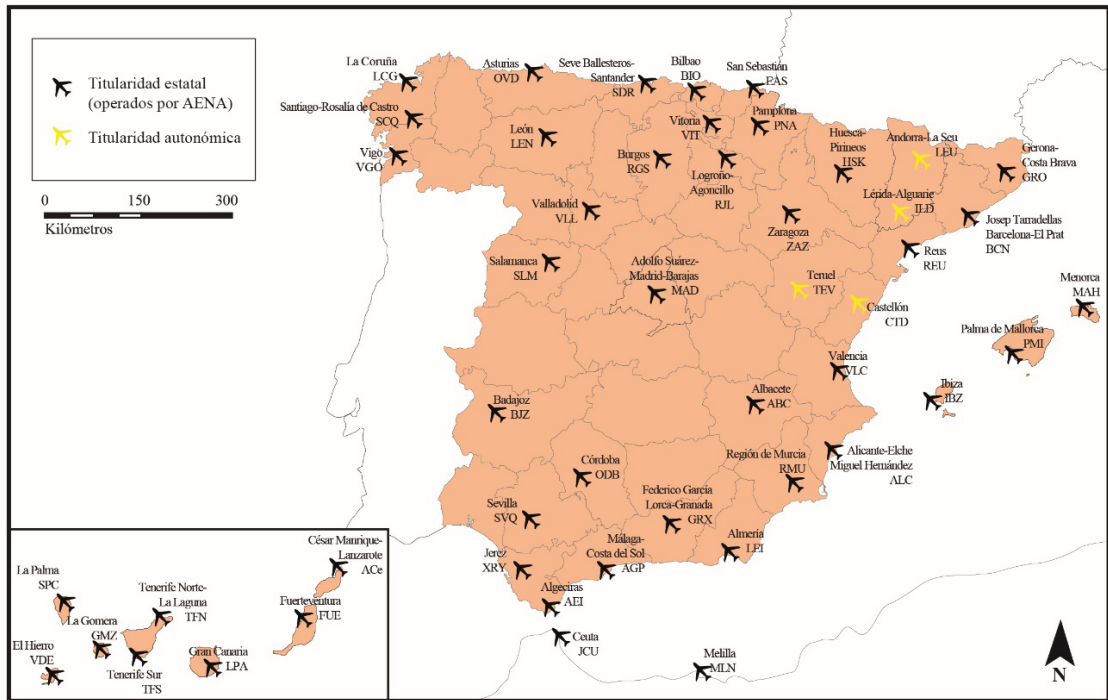 Titularidad estatal
(operados por AENA)
Titularidad autonómica
0 150 300
Kilómetros
La Coruña
LCG
Asturias
OVD
Seve Ballesteros-
Santander
SDR
Bilbao
BIO
San Sebastián
EAS
Santiago-Rosalía de Castro
SCQ
León
LEN
Vitoria
VIT
Pamplona
PNA
Vigo
VGO
Burgos
RGS
Logroño-
Agoncillo
RJL
Huesca-
Pirineos
HSK
Andorra-La Seu
LEU
Gerona-
Costa Brava
GRO
Valladolid
VLL
Zaragoza
ZAZ
Lérida-Alguarie
ILD
Josep Tarradellas
Barcelona-El Prat
BCN
Reus
REU
Salamanca
SLM
Adolfo Suárez-
Madrid-Barajas
MAD
Teruel
TEV
Castellón
CTD
Menorca
MAH
Palma de Mallorca
PMI
Valencia
VLC
Ibiza
IBZ
Badajoz
BJZ
Albacete
ABC
Alicante-Elche
Miguel Hernández
ALC
Córdoba
ODB
Región de Murcia
RMU
Sevilla
SVQ
Federico García
Lorca-Granada
GRX
Almería
LEI
Jerez
XRY
Málaga-
Costa del Sol
AGP
Algeciras
AEI
Ceuta
JCU
Melilla
MLN
N
La Palma
SPC
Tenerife Norte-
La Laguna
TFN
César Manrique-
Lanzarote
ACe
La Gomera
GMZ
Fuerteventura
FUE
El Hierro
VDE
Tenerife Sur
TFS
Gran Canaria
LPA